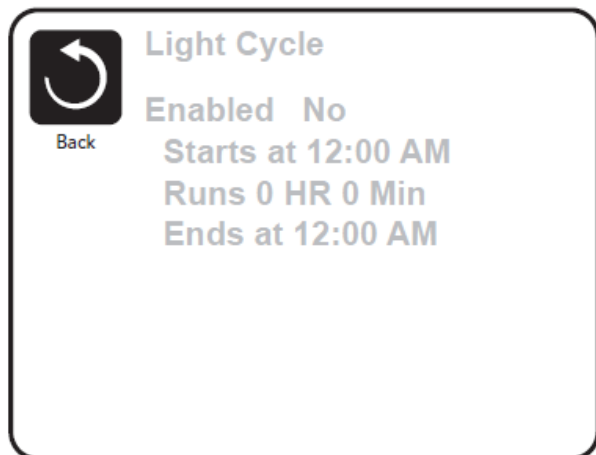 Light Cycle
Back
Enabled No
Starts at 12:00 AM
Runs 0 HR 0 Min
Ends at 12:00 AM